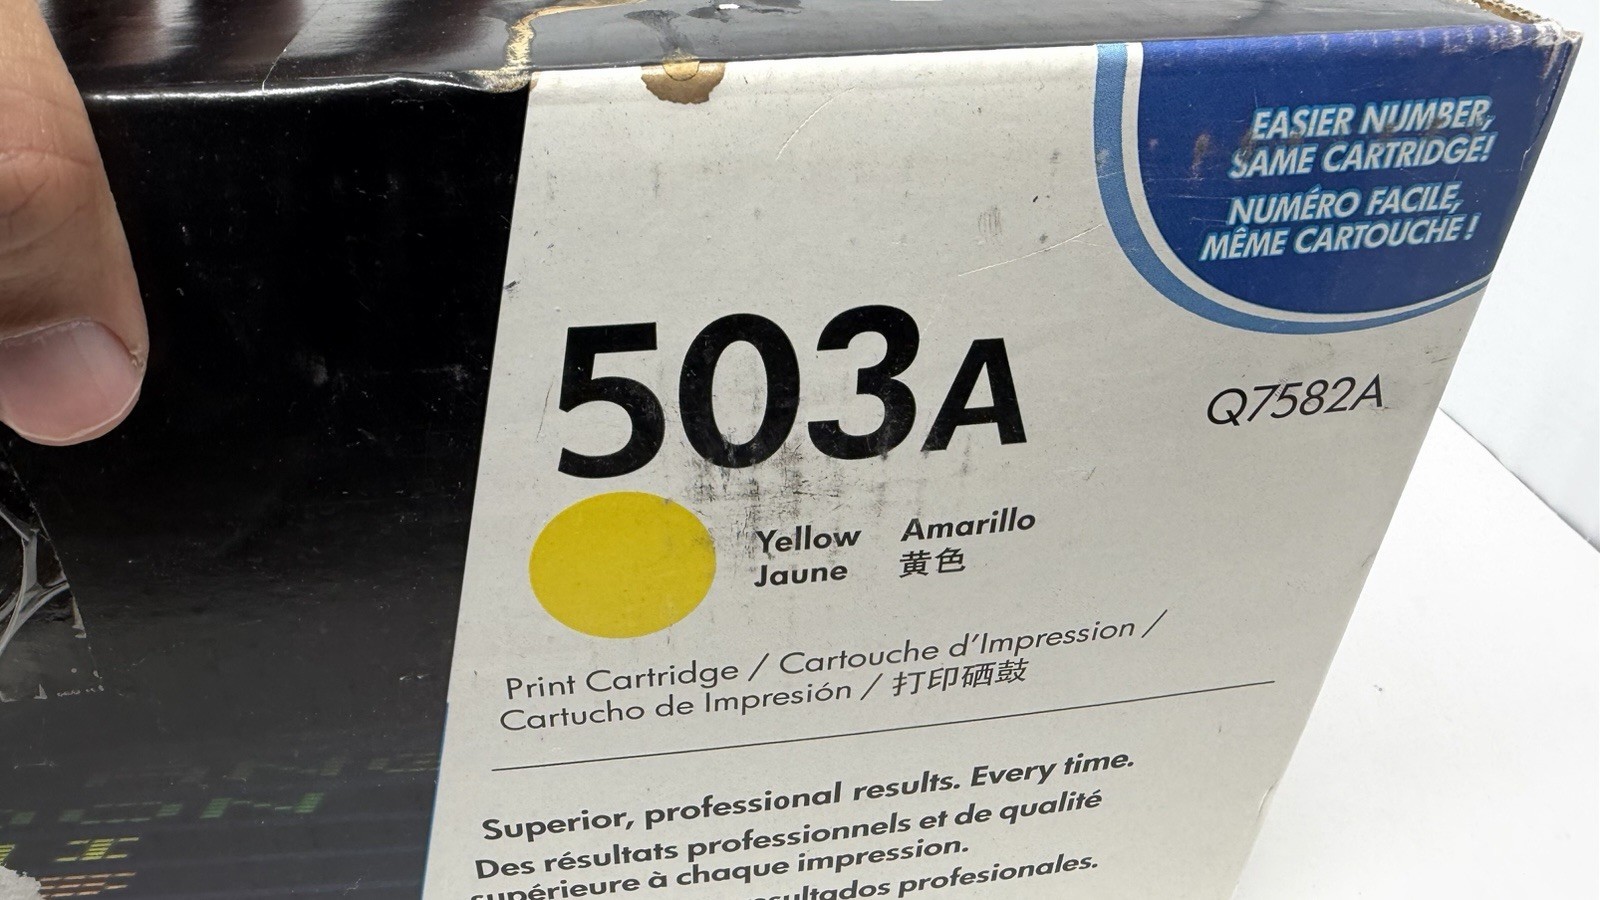 EASIER NUMBER,
SAME CARTRIDGE!
NUMÉRO FACILE,
MÊME CARTOUCHE !
503A
Q7582A
Yellow Amarillo
Jaune 黄色
Print Cartridge / Cartouche d'Impression /
Cartucho de Impresión / 打印硒鼓
Superior, professional results. Every time.
Des résultats professionnels et de qualité
supérieure à chaque impression.
profesionales.